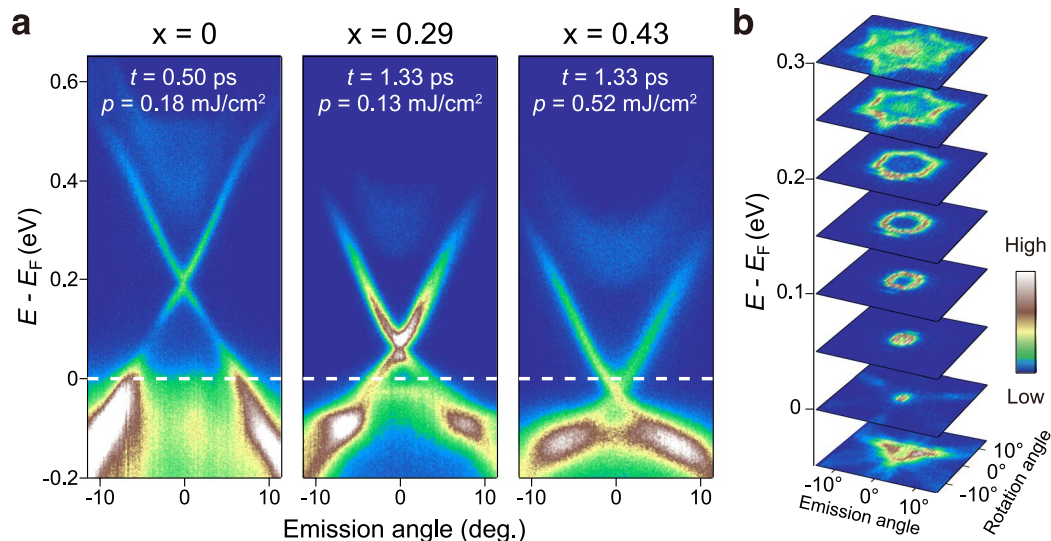 a
x = 0
x = 0.29
x = 0.43
b
t = 0.50 ps
p = 0.18 mJ/cm²
t = 1.33 ps
p = 0.13 mJ/cm²
t = 1.33 ps
p = 0.52 mJ/cm²
E - E_F (eV)
0.6
0.4
0.2
0
-0.2
-10
0
10
-10
0
10
-10
0
10
Emission angle (deg.)
E - E_F (eV)
0.3
0.2
0.1
0
High
Low
-10°
0°
10°
Emission angle
10°
0°
-10°
Rotation angle